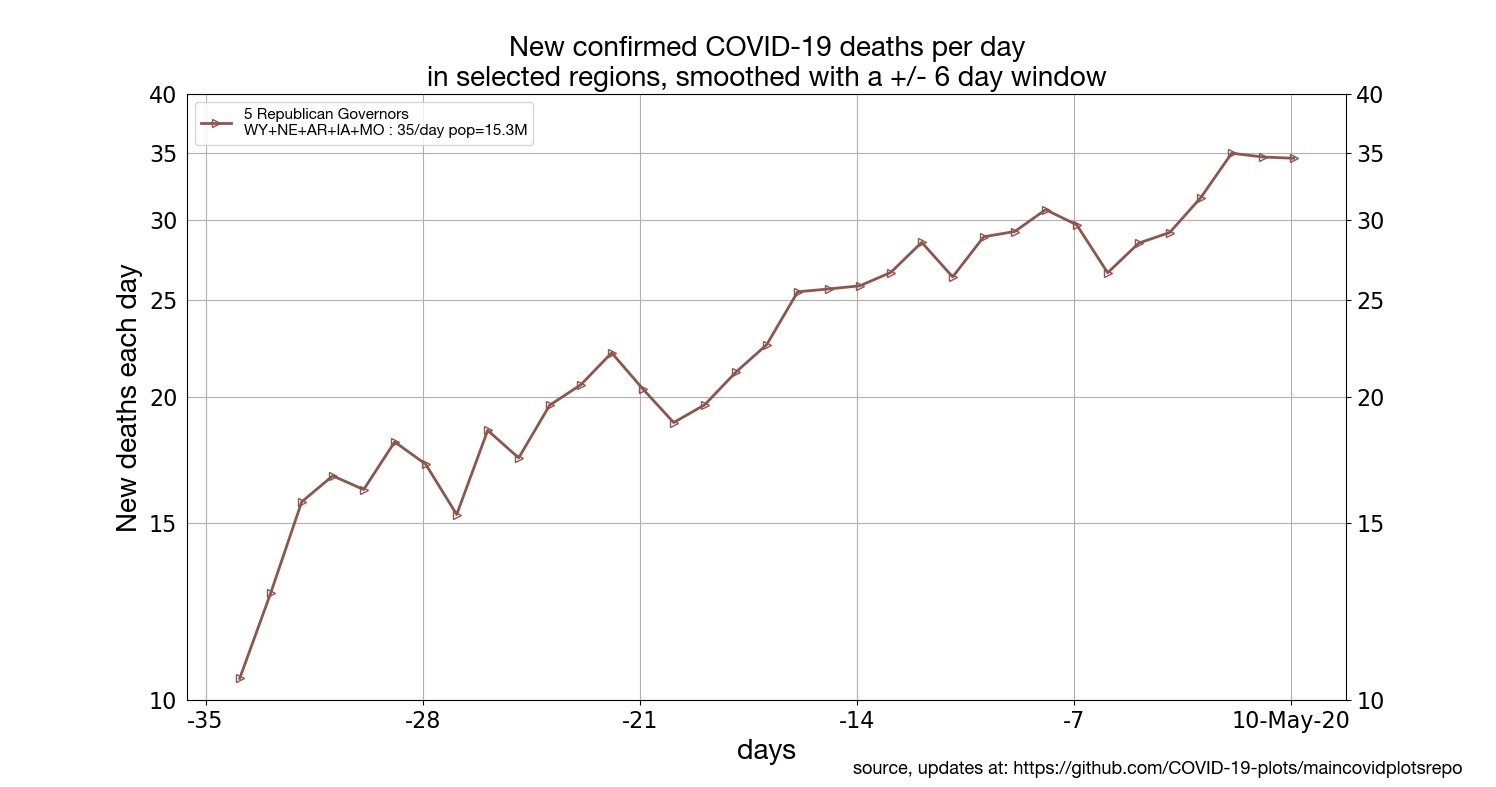 New confirmed COVID-19 deaths per day
in selected regions, smoothed with a +/- 6 day window
5 Republican Governors
WY+NE+AR+IA+MO : 35/day pop=15.3M
New deaths each day
40
35
30
25
20
15
10
40
35
30
25
20
15
10
-35 -28 -21 -14 -7 10-May-20
days
source, updates at: https://github.com/COVID-19-plots/maincovidplotsrepo